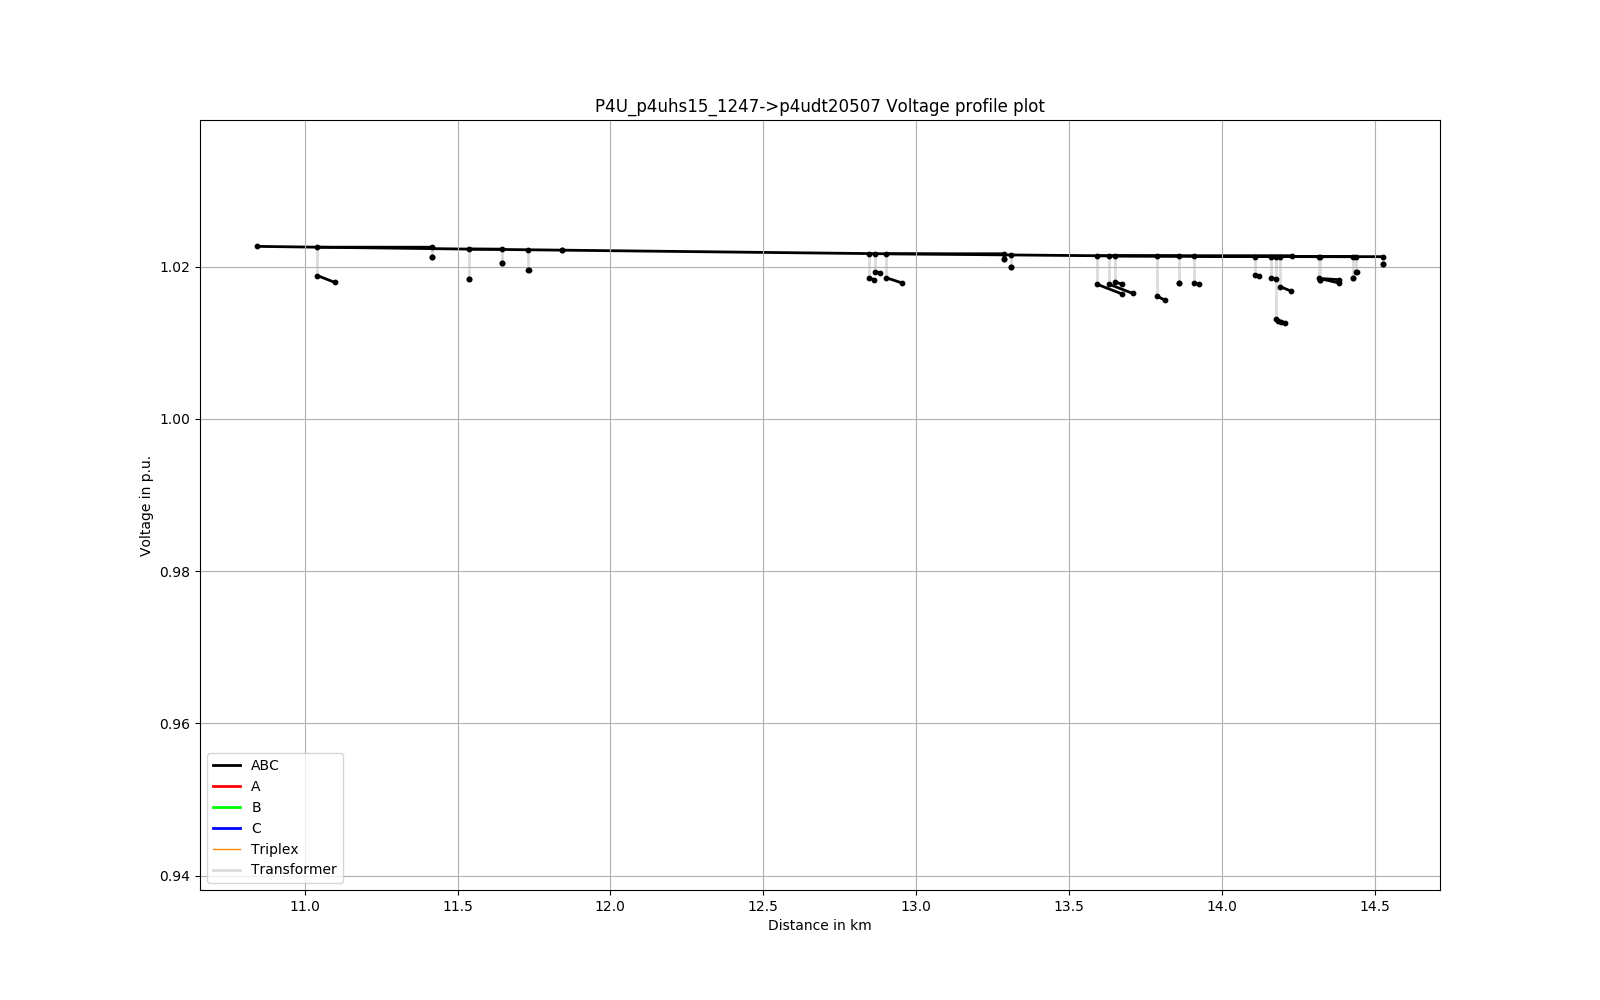 P4U_p4uhs15_1247->p4udt20507 Voltage profile plot
Voltage in p.u.
1.02
1.00
0.98
0.96
0.94
ABC
A
B
C
Triplex
Transformer
11.0 11.5 12.0 12.5 13.0 13.5 14.0 14.5
Distance in km